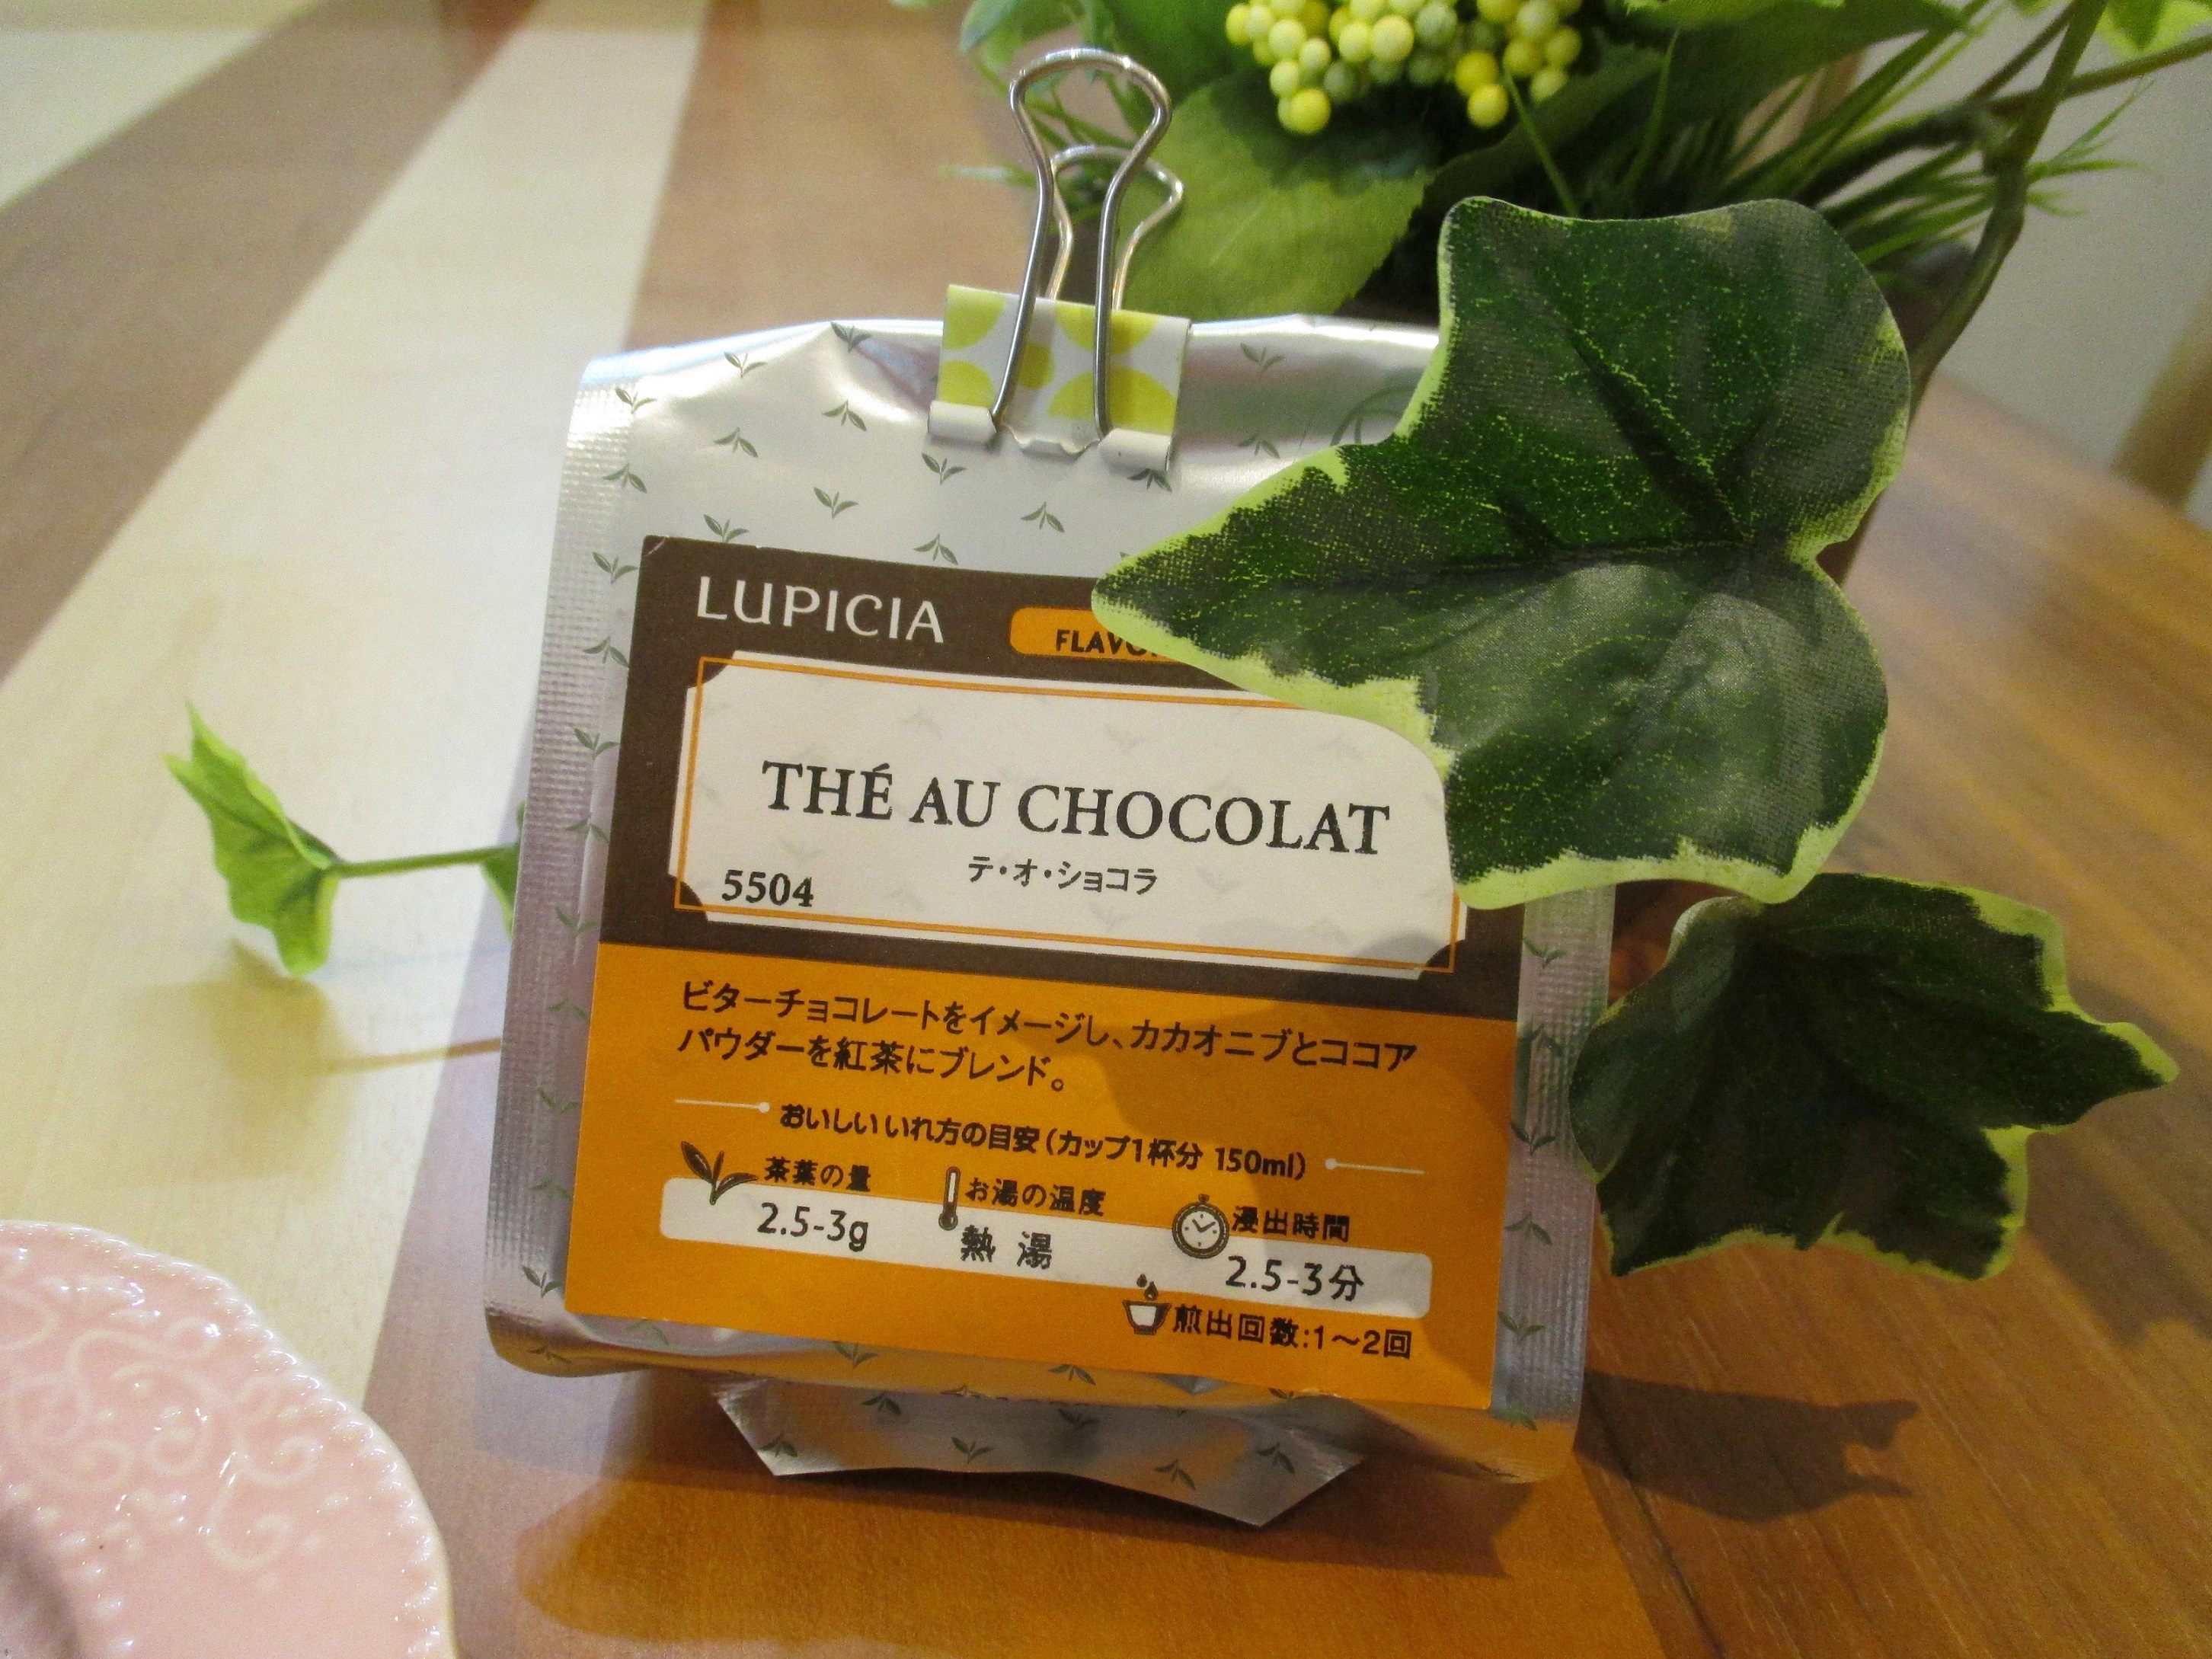 LUPICIA
THÉ AU CHOCOLAT
テ・オ・ショコラ
5504
ビターチョコレートをイメージし、カカオニブとココア
パウダーを紅茶にブレンド。
おいしいいれ方の目安(カップ1杯分 150ml)
茶葉の量 お湯の温度 浸出時間
2.5-3g 熱湯 2.5-3分
煎出回数:1〜2回